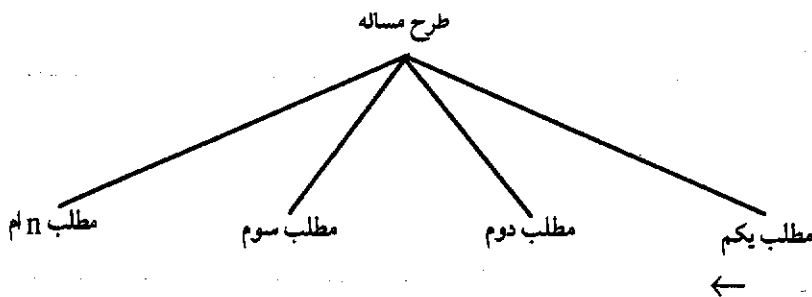 طرح مساله
مطلب یکم مطلب دوم مطلب سوم مطلب n ام
←